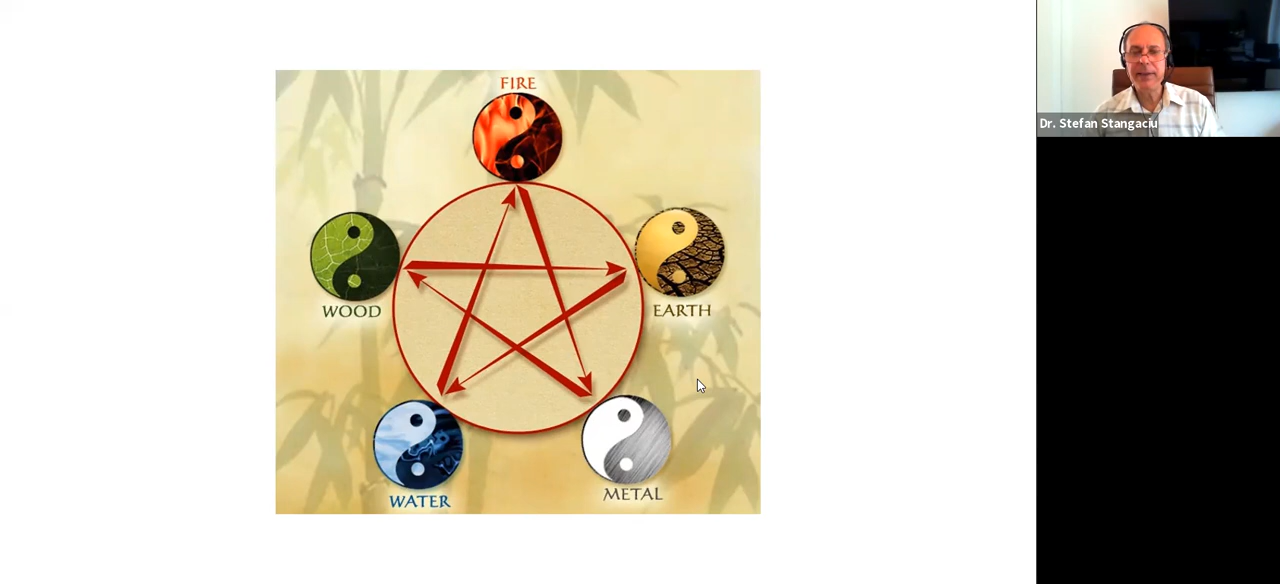 FIRE
WOOD
EARTH
WATER
METAL
Dr. Stefan Stangaciu